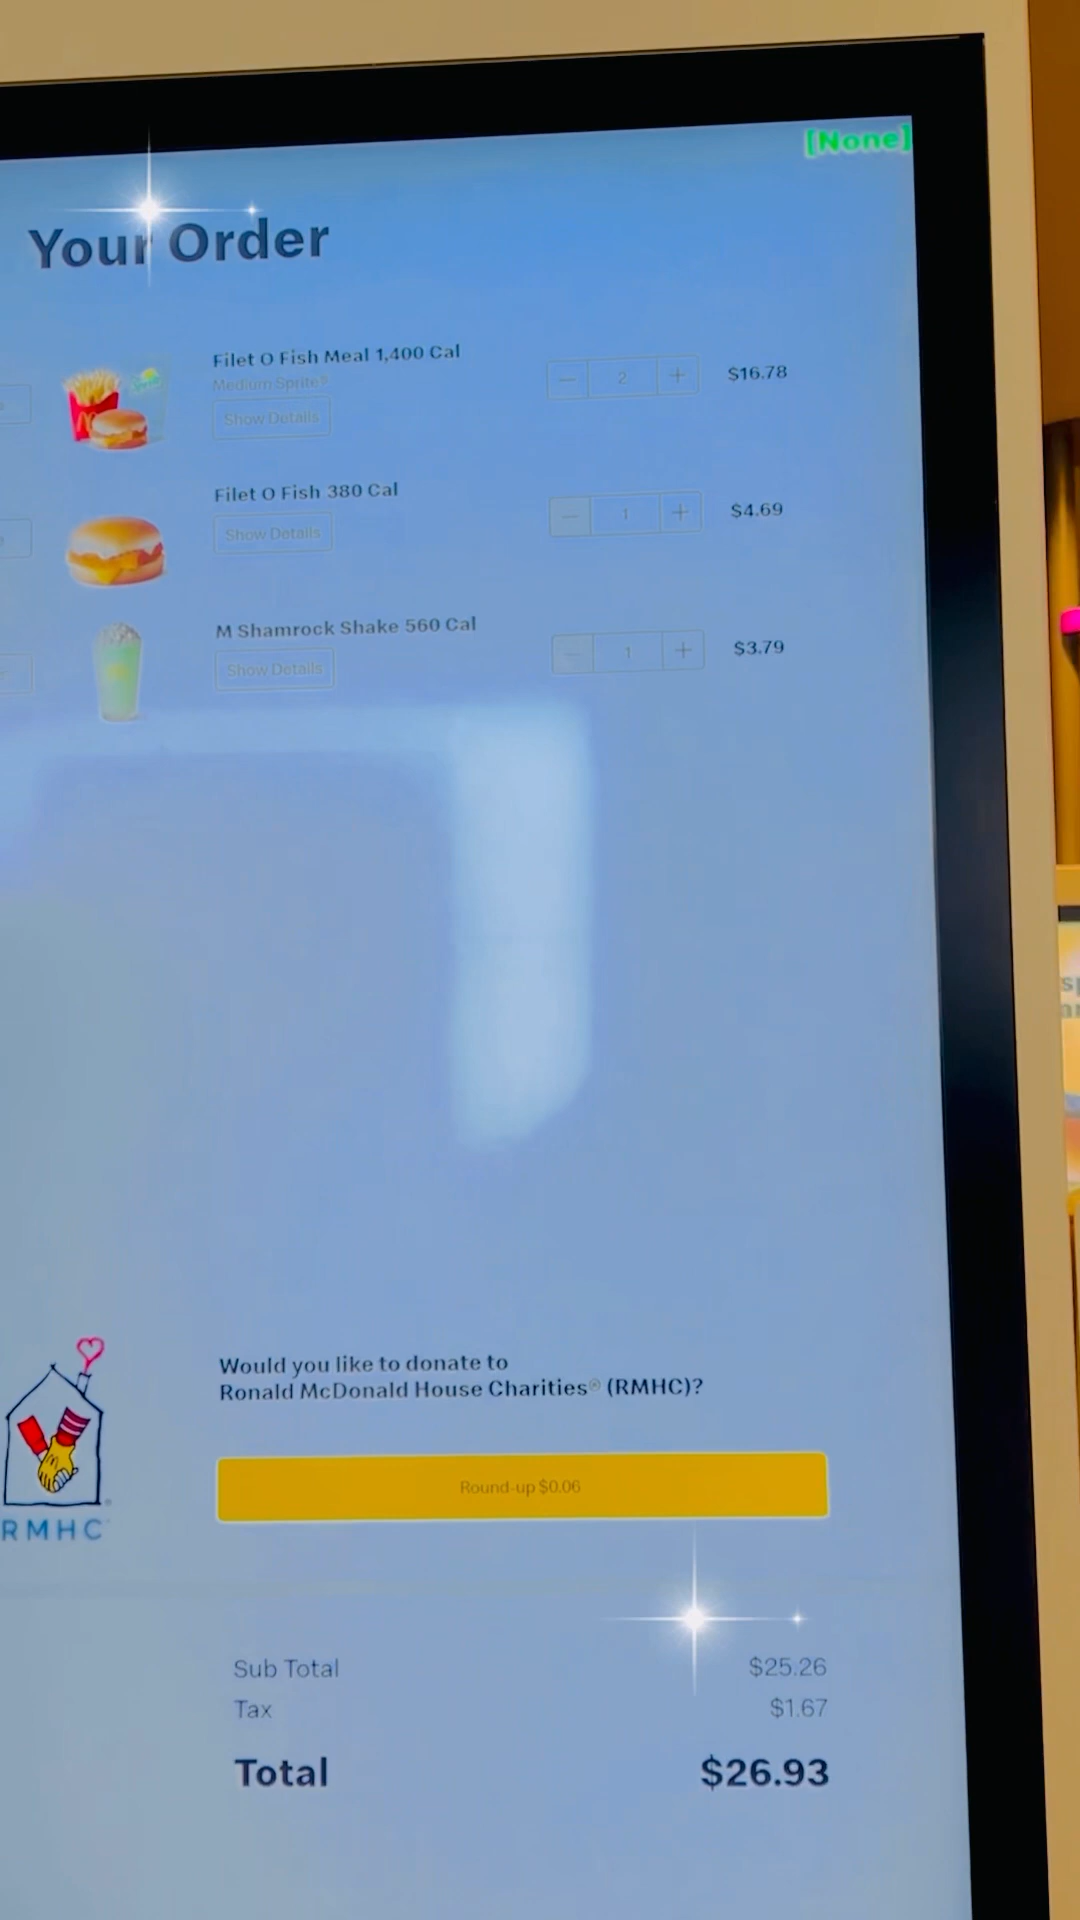 [None]
Your Order
Filet O Fish Meal 1,400 Cal
Medium Sprite®
Show Details
2
$16.78
Filet O Fish 380 Cal
Show Details
1
$4.69
M Shamrock Shake 560 Cal
Show Details
1
$3.79
Would you like to donate to
Ronald McDonald House Charities® (RMHC)?
Round-up $0.06
RMHC
Sub Total $25.26
Tax $1.67
Total $26.93